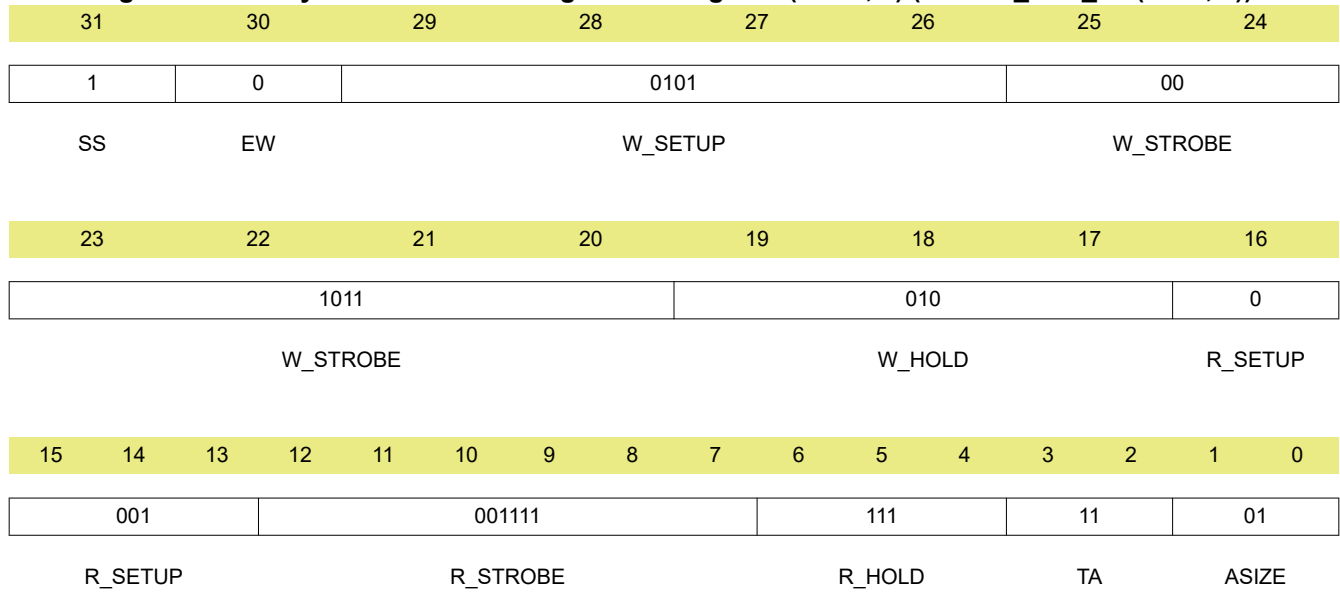 31 30 29 28 27 26 25 24
1 0 0101 00
SS EW W_SETUP W_STROBE
23 22 21 20 19 18 17 16
1011 010 0
W_STROBE W_HOLD R_SETUP
15 14 13 12 11 10 9 8 7 6 5 4 3 2 1 0
001 001111 111 11 01
R_SETUP R_STROBE R_HOLD TA ASIZE